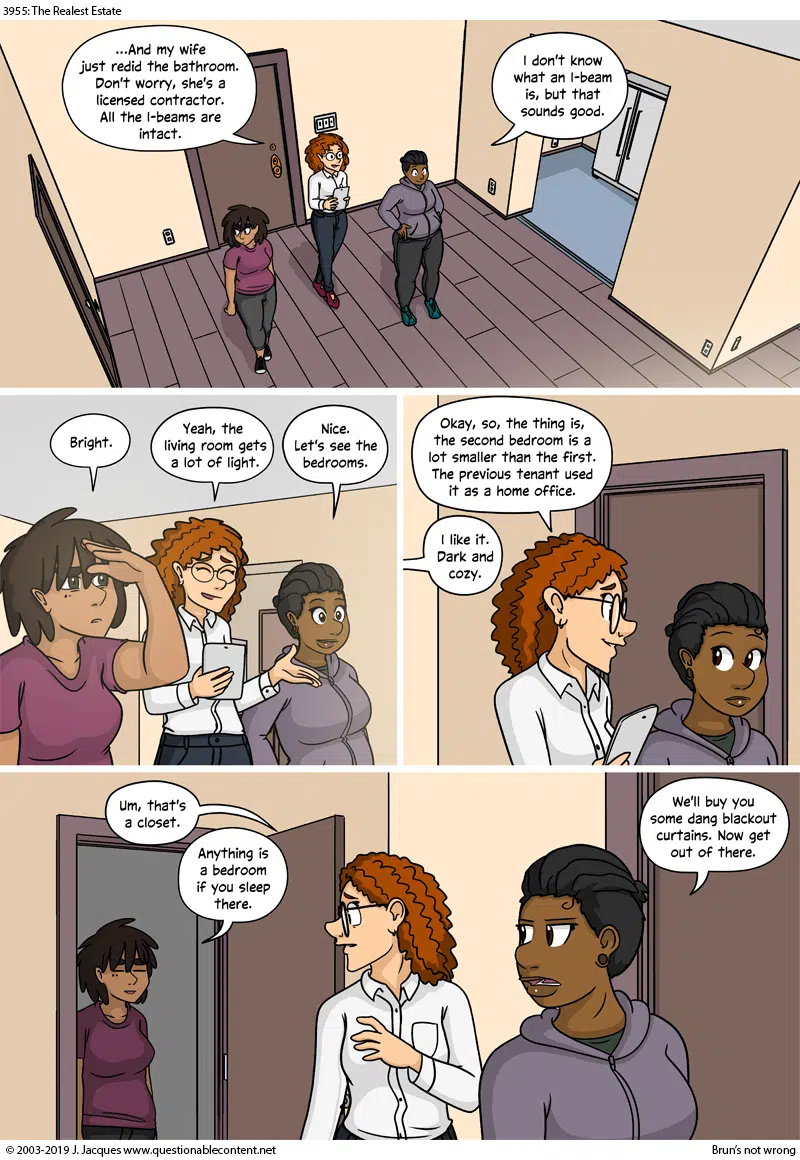 3955: The Realest Estate
...And my wife
just redid the bathroom.
Don't worry, she's a
licensed contractor.
All the I-beams are
intact.
I don't know
what an I-beam
is, but that
sounds good.
Bright.
Yeah, the
living room gets
a lot of light.
Nice.
Let's see the
bedrooms.
Okay, so, the thing is,
the second bedroom is a
lot smaller than the first.
The previous tenant used
it as a home office.
I like it.
Dark and
cozy.
Um, that's
a closet.
Anything is
a bedroom
if you sleep
there.
We'll buy you
some dang blackout
curtains. Now get
out of there.
© 2003-2019 J. Jacques www.questionablecontent.net
Brun's not wrong